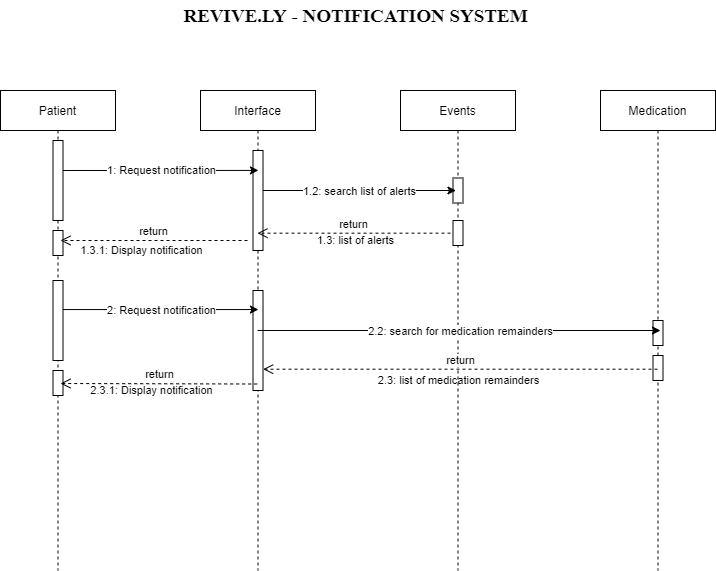 REVIVE.LY - NOTIFICATION SYSTEM
Patient
Interface
Events
Medication
1: Request notification
1.2: search list of alerts
return
1.3: list of alerts
return
1.3.1: Display notification
2: Request notification
2.2: search for medication remainders
return
2.3: list of medication remainders
return
2.3.1: Display notification